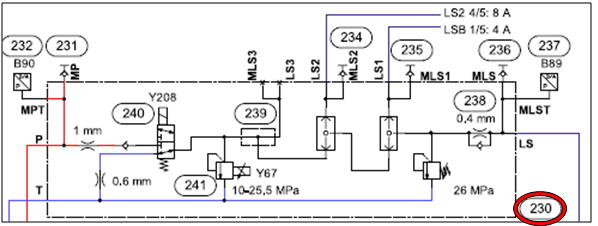 LS2 4/5: 8 A
LSB 1/5: 4 A
232
231
234
235
236
237
B90
MP
MLS3
LS3
LS2
MLS2
LS1
MLS1
MLS
B89
MPT
MLST
240
Y208
239
238
0,4 mm
P
1 mm
LS
T
0.6 mm
241
Y67
10-25,5 MPa
26 MPa
230